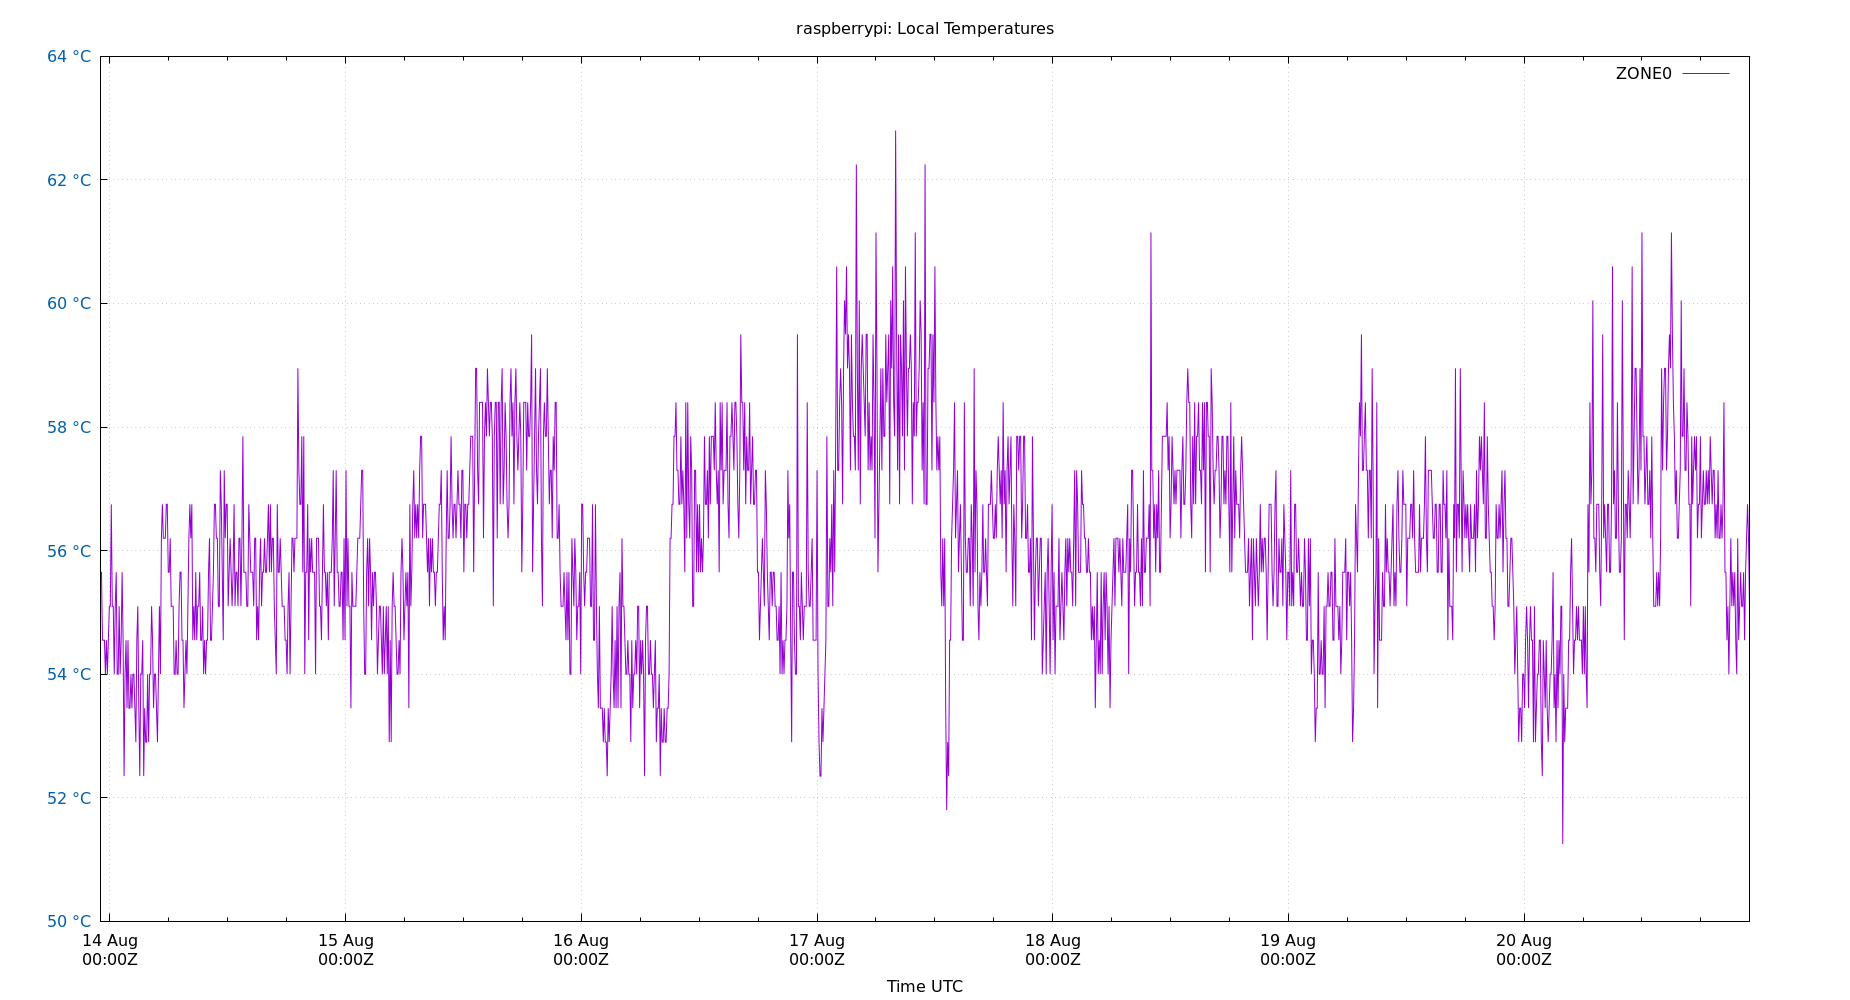 raspberrypi: Local Temperatures
64 °C
ZONE0
62 °C
60 °C
58 °C
56 °C
54 °C
52 °C
50 °C
14 Aug 15 Aug 16 Aug 17 Aug 18 Aug 19 Aug 20 Aug
00:00Z 00:00Z 00:00Z 00:00Z 00:00Z 00:00Z 00:00Z
Time UTC